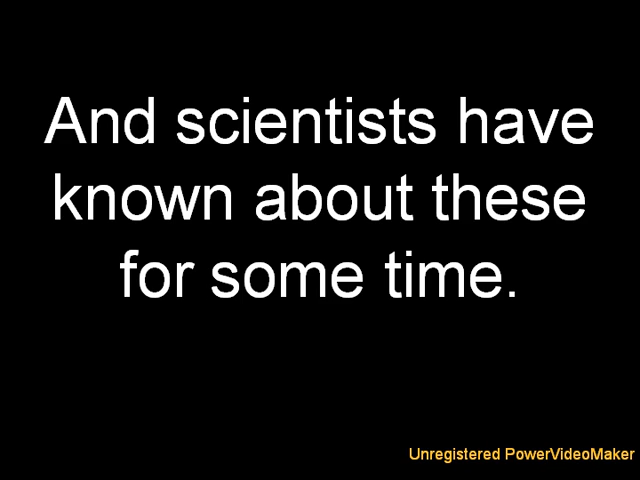 And scientists have
known about these
for some time.
Unregistered PowerVideoMaker